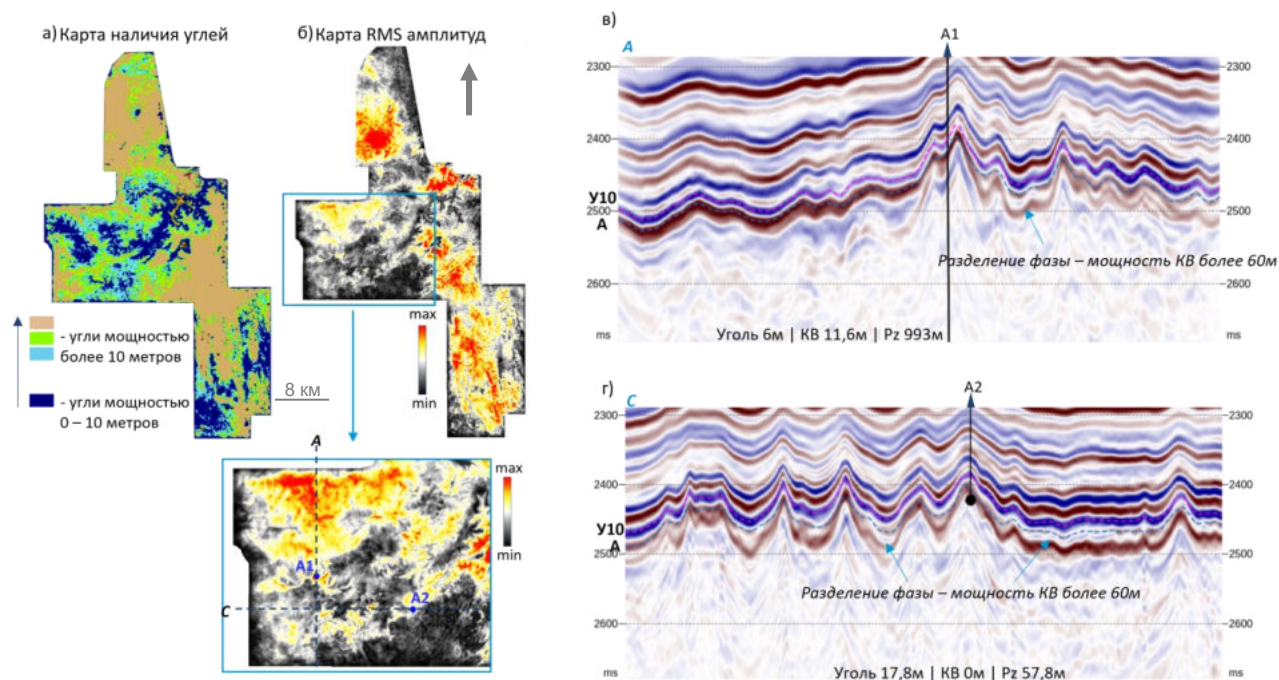 а) Карта наличия углей
- угли мощностью
более 10 метров
- угли мощностью
0 – 10 метров
8 км
б) Карта RMS амплитуд
max
min
A
A1
A2
C
max
min
в)
A
A1
2300
2300
2400
2400
У10
2500
2500
А
Разделение фазы – мощность КВ более 60м
2600
2600
ms
ms
Уголь 6м | КВ 11,6м | Pz 993м
г)
C
A2
2300
2300
2400
2400
У10
А
2500
2500
Разделение фазы – мощность КВ более 60м
2600
2600
ms
ms
Уголь 17,8м | КВ 0м | Pz 57,8м